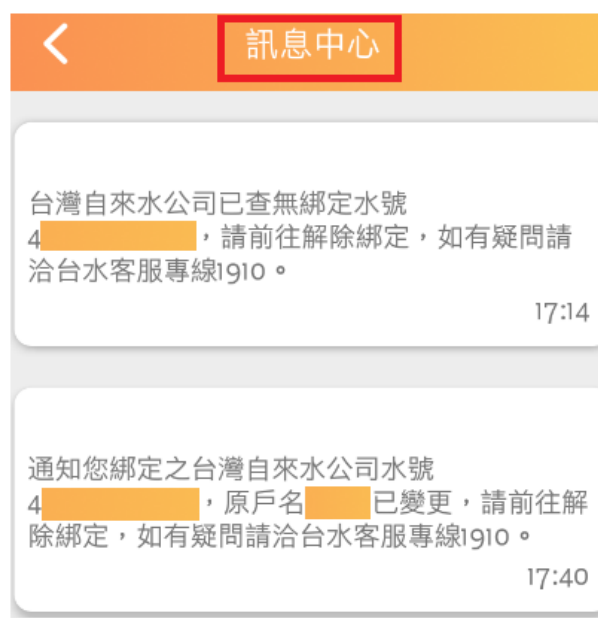 訊息中心
台灣自來水公司已查無綁定水號
4，請前往解除綁定，如有疑問請
洽台水客服專線1910。
17:14
通知您綁定之台灣自來水公司水號
4，原戶名已變更，請前往解
除綁定，如有疑問請洽台水客服專線1910。
17:40